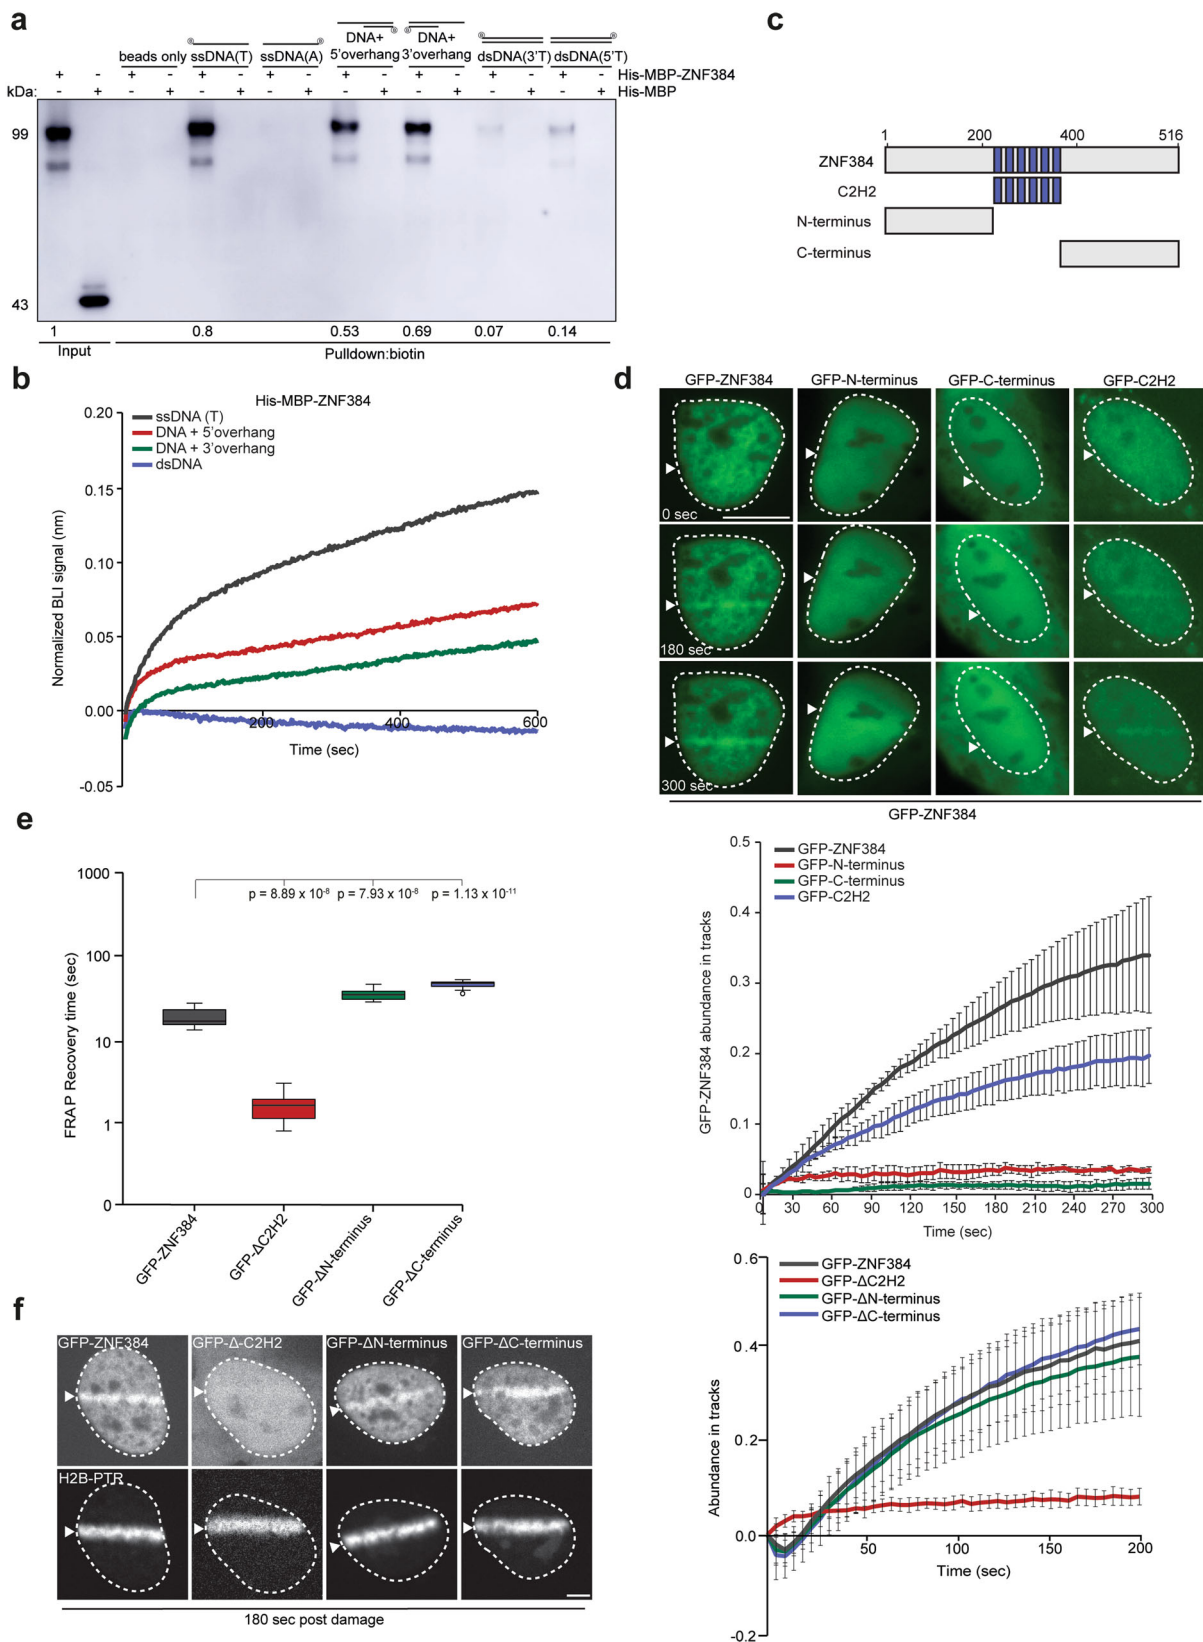 a
beads only
ssDNA(T)
ssDNA(A)
DNA+
5'overhang
DNA+
3'overhang
dsDNA(3'T)
dsDNA(5'T)
+ - + - + - + - + - + - + - + - His-MBP-ZNF384
kDa: - + - + - + - + - + - + - + - + His-MBP
99
43
1 0.8 0.53 0.69 0.07 0.14
Input
Pulldown:biotin
b
His-MBP-ZNF384
ssDNA (T)
DNA + 5'overhang
DNA + 3'overhang
dsDNA
Normalized BLI signal (nm)
0.20
0.15
0.10
0.05
0.00
-0.05
200 400 600
Time (sec)
c
1 200 400 516
ZNF384
C2H2
N-terminus
C-terminus
d
GFP-ZNF384 GFP-N-terminus GFP-C-terminus GFP-C2H2
0 sec
180 sec
300 sec
GFP-ZNF384
GFP-ZNF384
GFP-N-terminus
GFP-C-terminus
GFP-C2H2
GFP-ZNF384 abundance in tracks
0.5
0.4
0.3
0.2
0.1
0
0 30 60 90 120 150 180 210 240 270 300
Time (sec)
e
FRAP Recovery time (sec)
1000
100
10
1
0
p = 8.89 x 10-8 p = 7.93 x 10-8 p = 1.13 x 10-11
GFP-ZNF384
GFP-ΔC2H2
GFP-ΔN-terminus
GFP-ΔC-terminus
f
GFP-ZNF384 GFP-Δ-C2H2 GFP-ΔN-terminus GFP-ΔC-terminus
H2B-PTR
180 sec post damage
GFP-ZNF384
GFP-ΔC2H2
GFP-ΔN-terminus
GFP-ΔC-terminus
Abundance in tracks
0.6
0.4
0.2
0.0
-0.2
50 100 150 200
Time (sec)